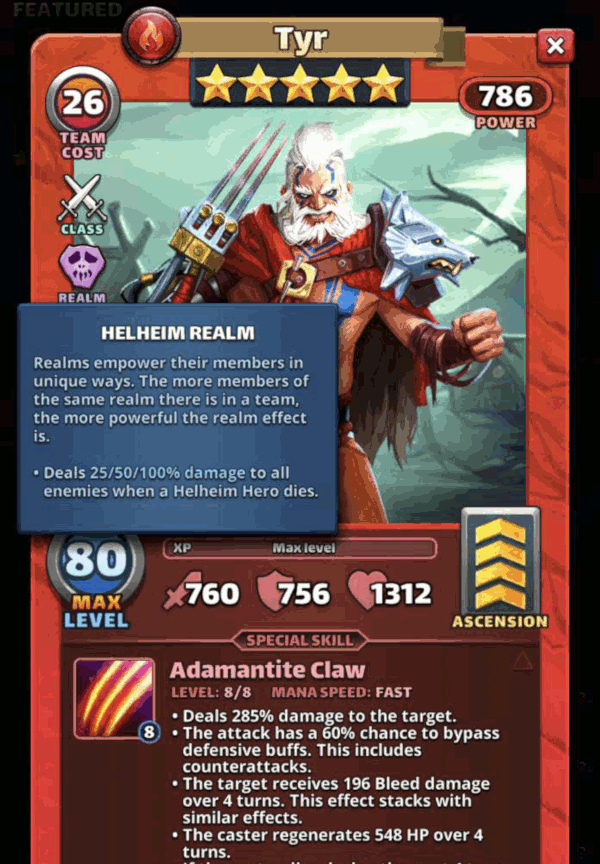 FEATURED
Tyr
26
TEAM
COST
786
POWER
CLASS
REALM
HELHEIM REALM
Realms empower their members in
unique ways. The more members of
the same realm there is in a team,
the more powerful the realm effect
is.
• Deals 25/50/100% damage to all
enemies when a Helheim Hero dies.
80
MAX
LEVEL
XP Max level
760 756 1312
ASCENSION
SPECIAL SKILL
Adamantite Claw
LEVEL: 8/8 MANA SPEED: FAST
8
• Deals 285% damage to the target.
• The attack has a 60% chance to bypass
defensive buffs. This includes
counterattacks.
• The target receives 196 Bleed damage
over 4 turns. This effect stacks with
similar effects.
• The caster regenerates 548 HP over 4
turns.